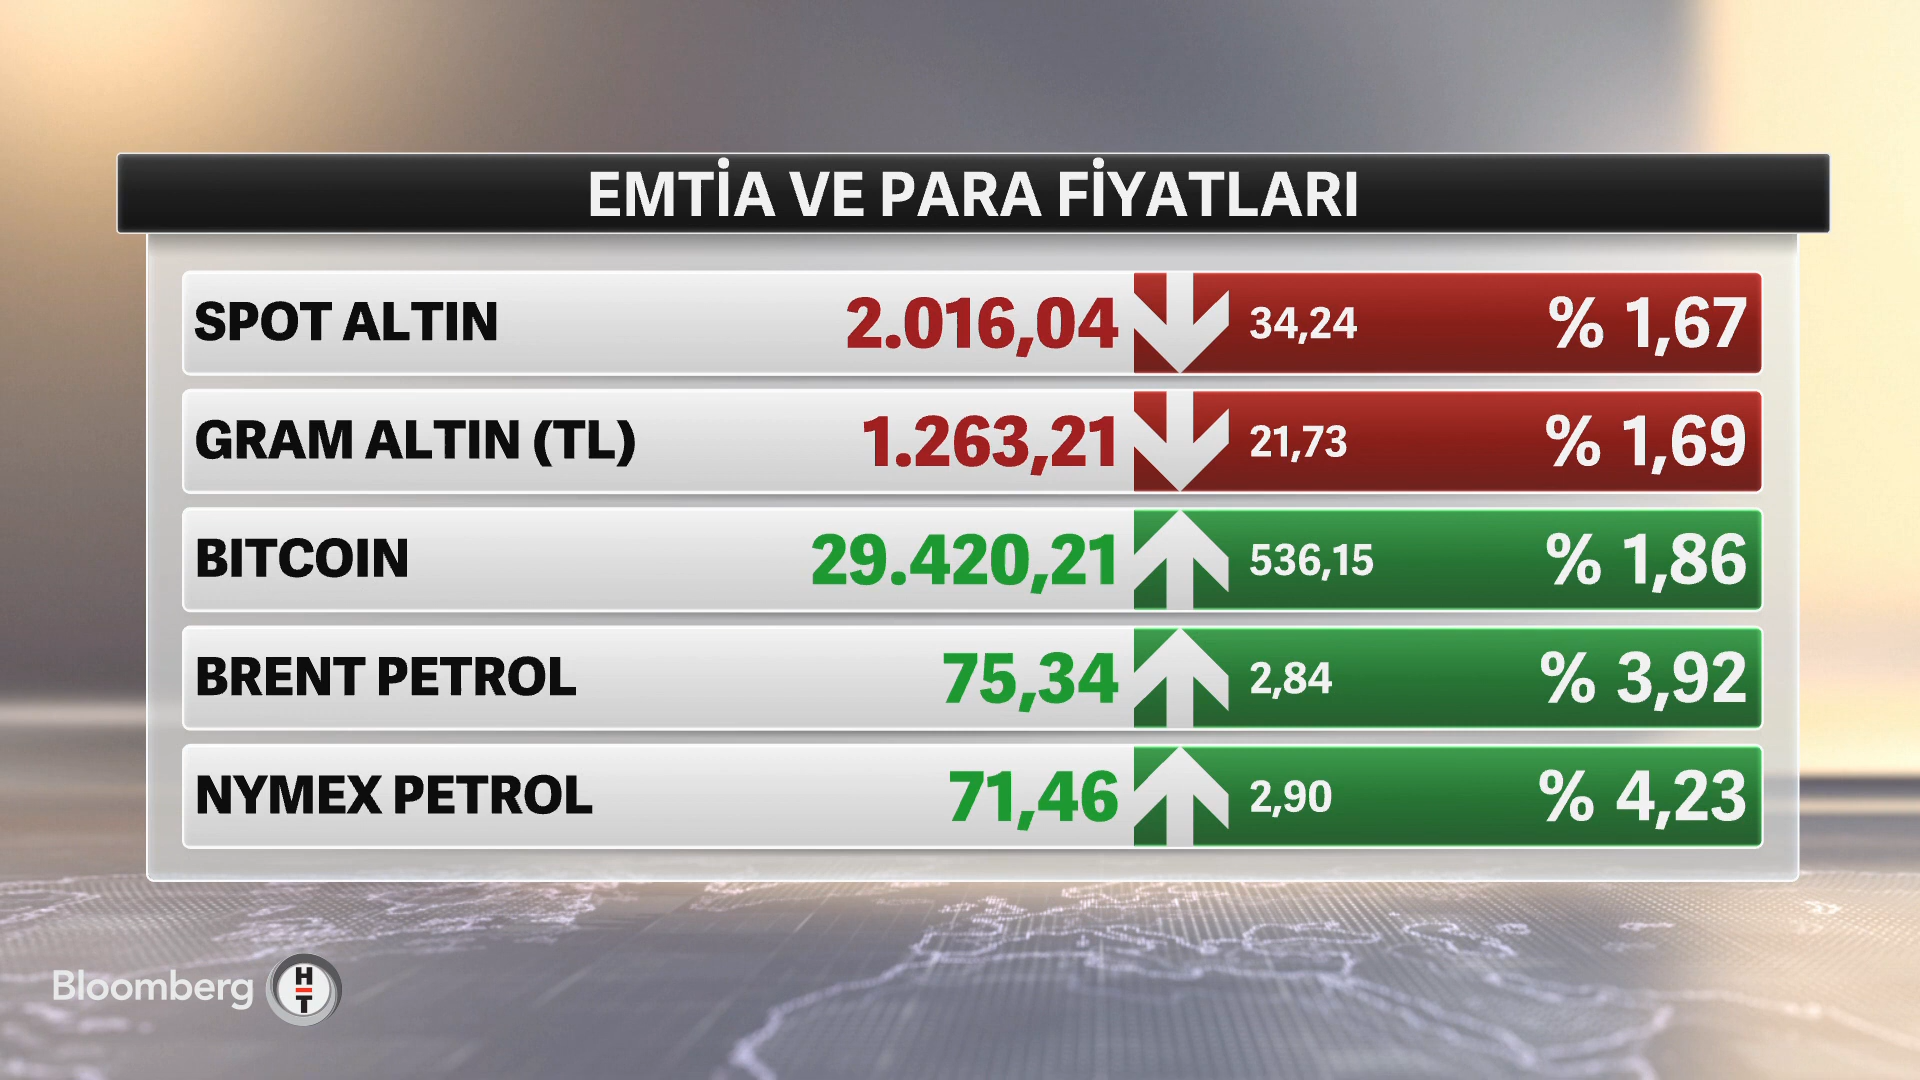 EMTİA VE PARA FİYATLARI
SPOT ALTIN 2.016,04 34,24 % 1,67
GRAM ALTIN (TL) 1.263,21 21,73 % 1,69
BITCOIN 29.420,21 536,15 % 1,86
BRENT PETROL 75,34 2,84 % 3,92
NYMEX PETROL 71,46 2,90 % 4,23
Bloomberg HT